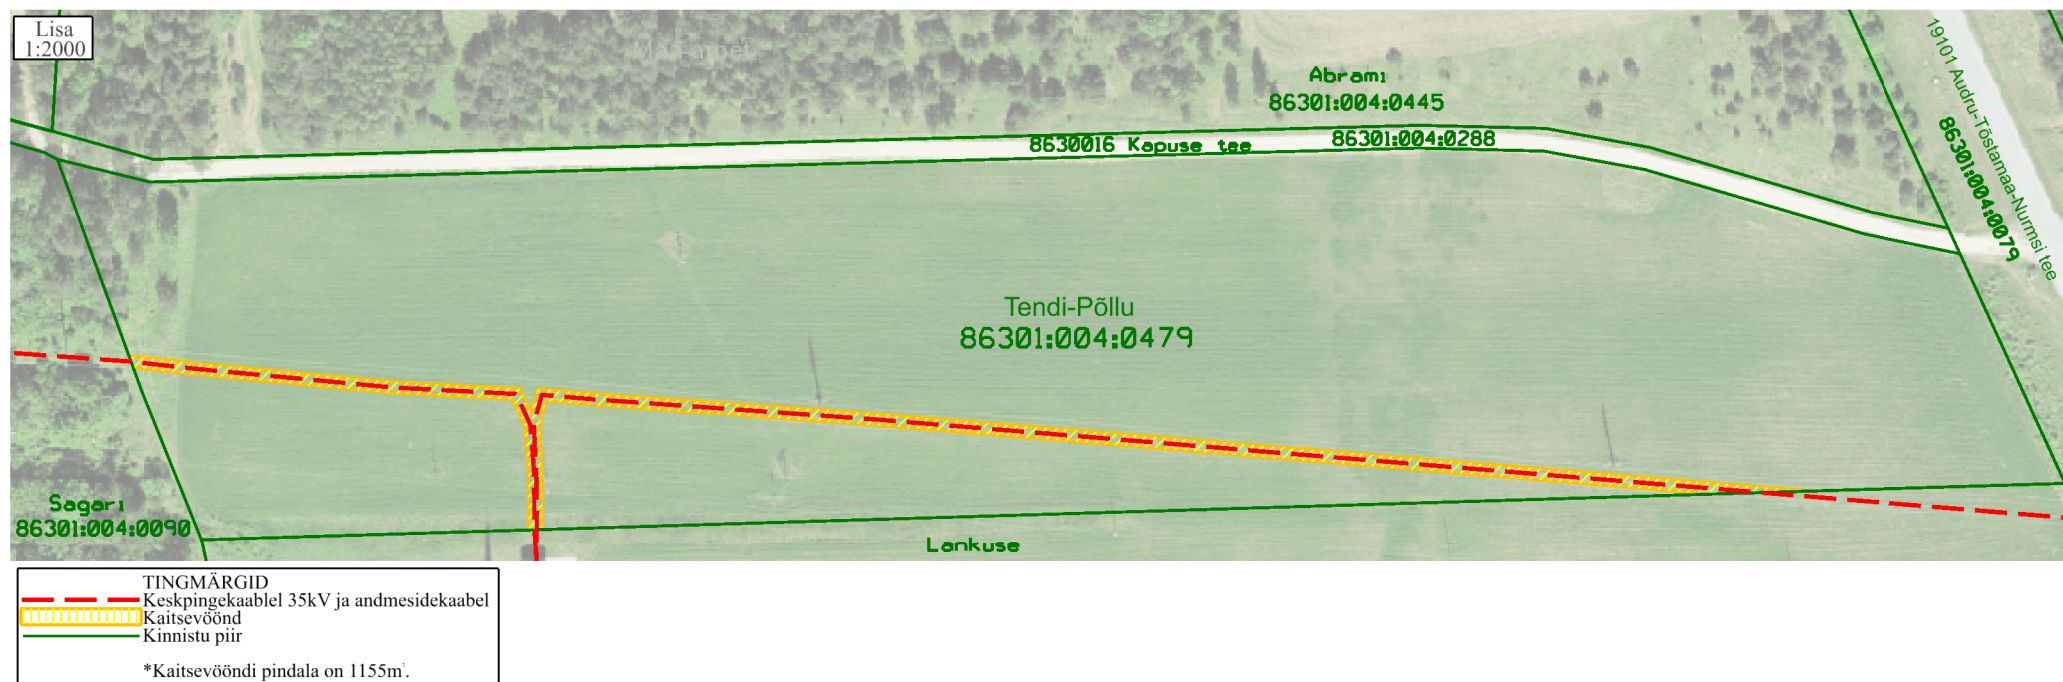 Lisa
1:2000
Maa-amet
Abrami
86301:004:0445
8630016 Kapuse tee
86301:004:0288
19101 Audru-Tõstamaa-Nurmsi tee
86301:004:0079
Tendi-Põllu
86301:004:0479
Sagari
86301:004:0090
Lankuse
TINGMÄRGID
Keskpingekaablel 35kV ja andmesidekaabel
Kaitsevöönd
Kinnistu piir
*Kaitsevööndi pindala on 1155m².